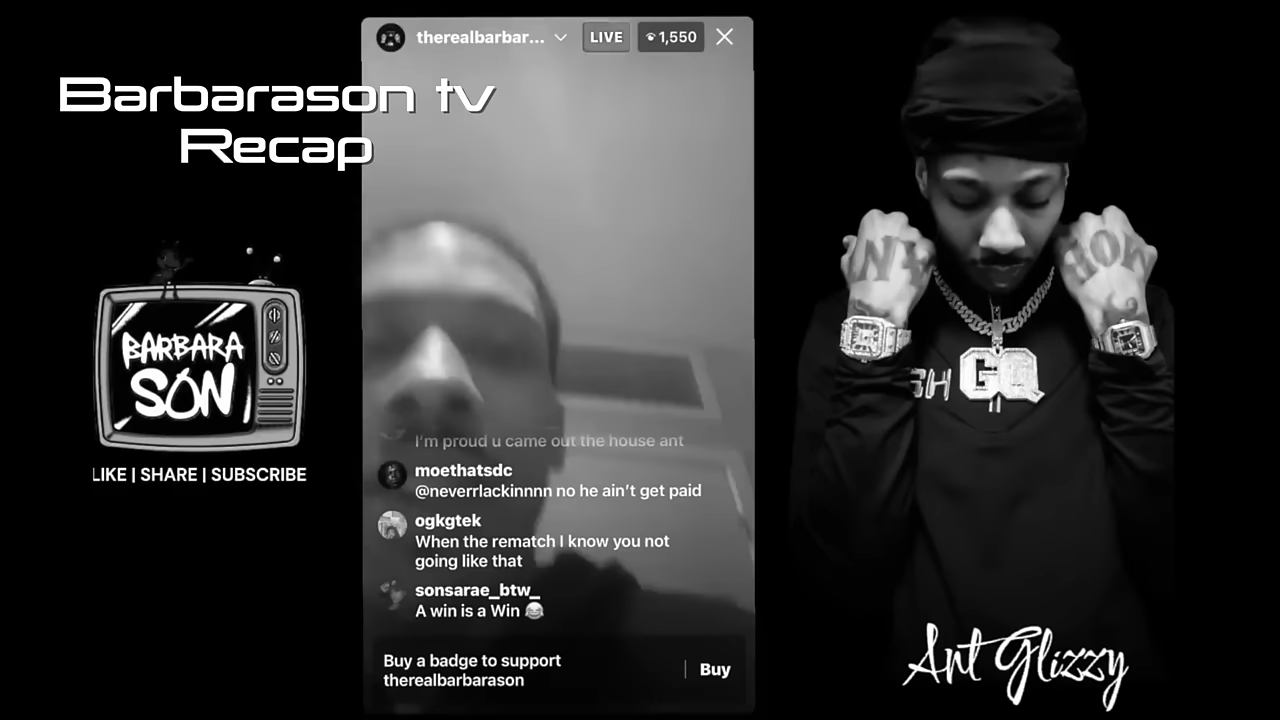 therealbarbar...
LIVE
1,550
Barbarason tv
Recap
BARBARA
SON
LIKE | SHARE | SUBSCRIBE
I'm proud u came out the house ant
moethatsdc
@neverrlackinnnn no he ain't get paid
ogkgtek
When the rematch I know you not
going like that
sonsarae_btw_
A win is a Win 😂
Buy a badge to support
therealbarbarason
Buy
GH
GQ
Ant Glizzy